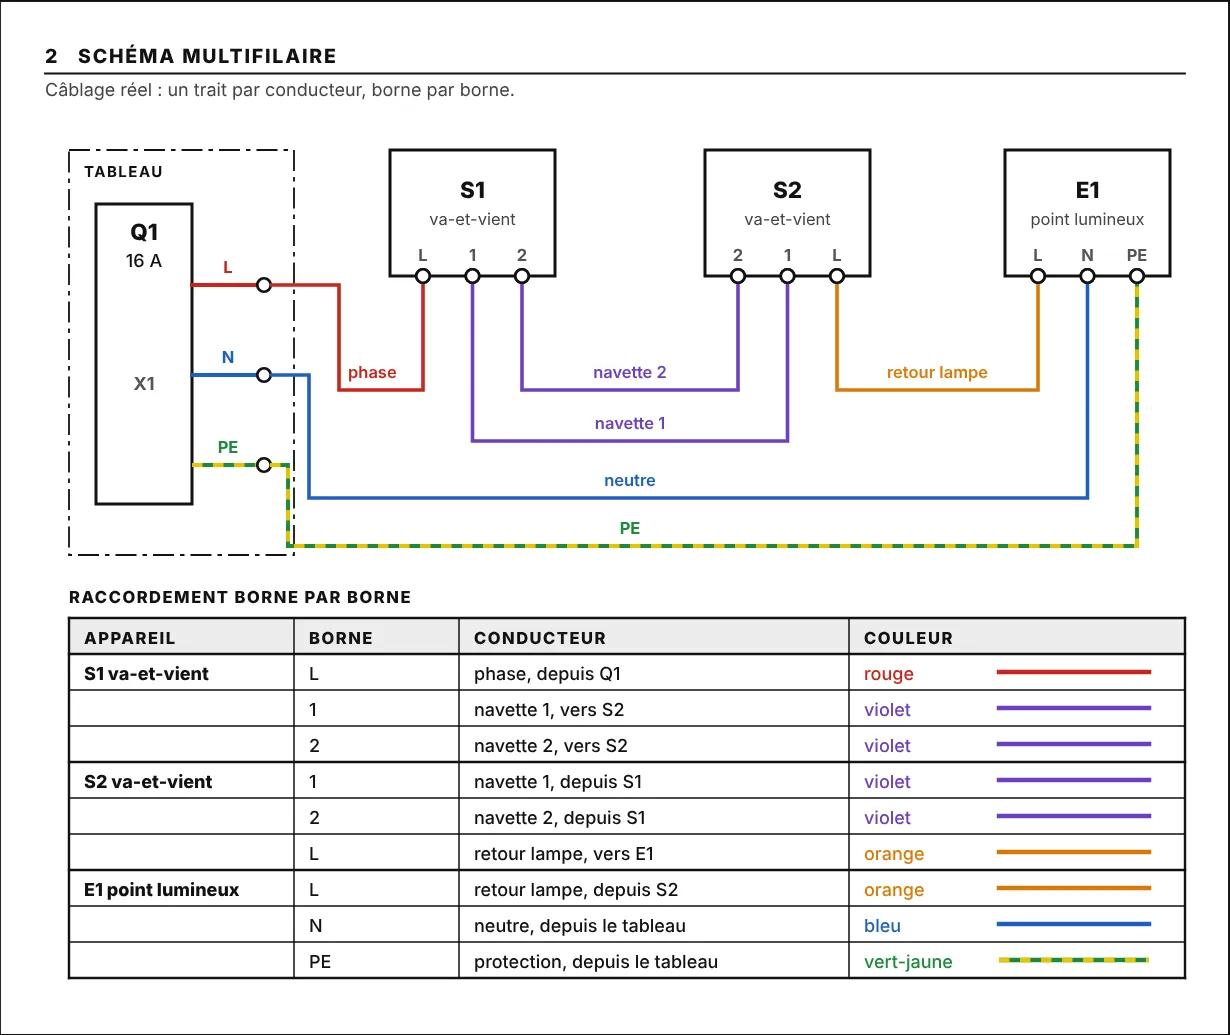 2 SCHÉMA MULTIFILAIRE
Câblage réel : un trait par conducteur, borne par borne.
TABLEAU
Q1
16 A
X1
L
N
PE
S1
va-et-vient
L 1 2
S2
va-et-vient
2 1 L
E1
point lumineux
L N PE
phase
navette 2
retour lampe
navette 1
neutre
PE
RACCORDEMENT BORNE PAR BORNE
APPAREIL BORNE CONDUCTEUR COULEUR
S1 va-et-vient L phase, depuis Q1 rouge
1 navette 1, vers S2 violet
2 navette 2, vers S2 violet
S2 va-et-vient 1 navette 1, depuis S1 violet
2 navette 2, depuis S1 violet
L retour lampe, vers E1 orange
E1 point lumineux L retour lampe, depuis S2 orange
N neutre, depuis le tableau bleu
PE protection, depuis le tableau vert-jaune